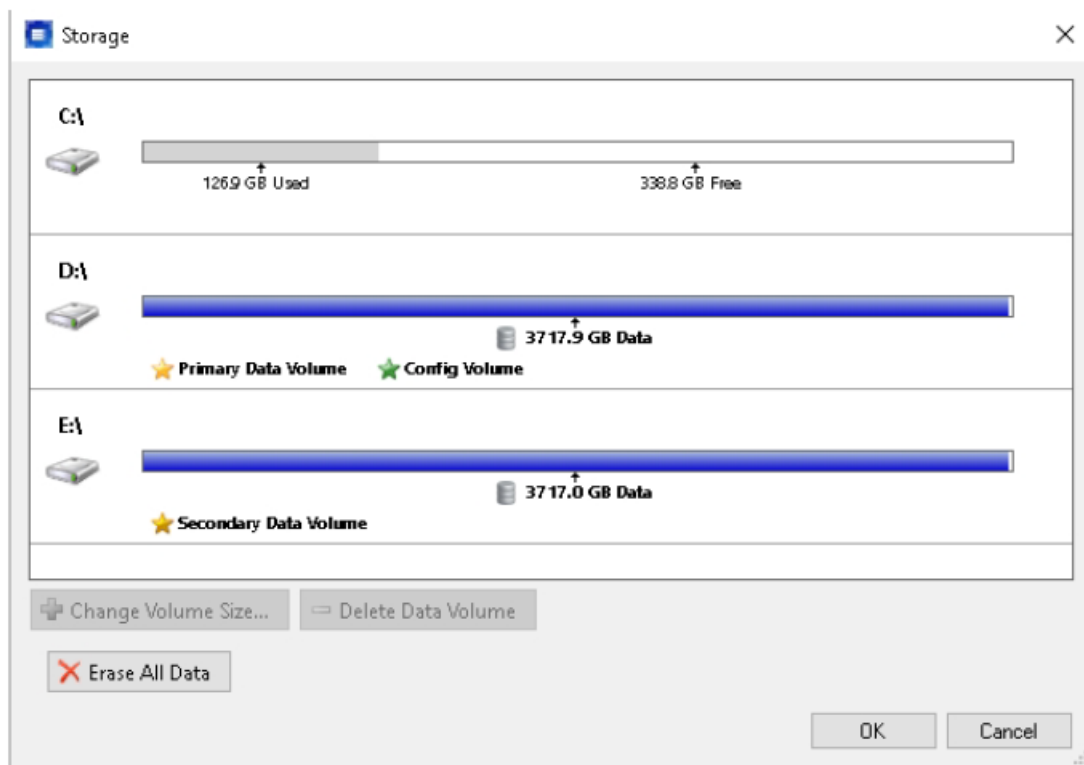 Storage
C:\
126.9 GB Used 338.8 GB Free
D:\
3717.9 GB Data
Primary Data Volume Config Volume
E:\
3717.0 GB Data
Secondary Data Volume
Change Volume Size... Delete Data Volume
Erase All Data
OK Cancel